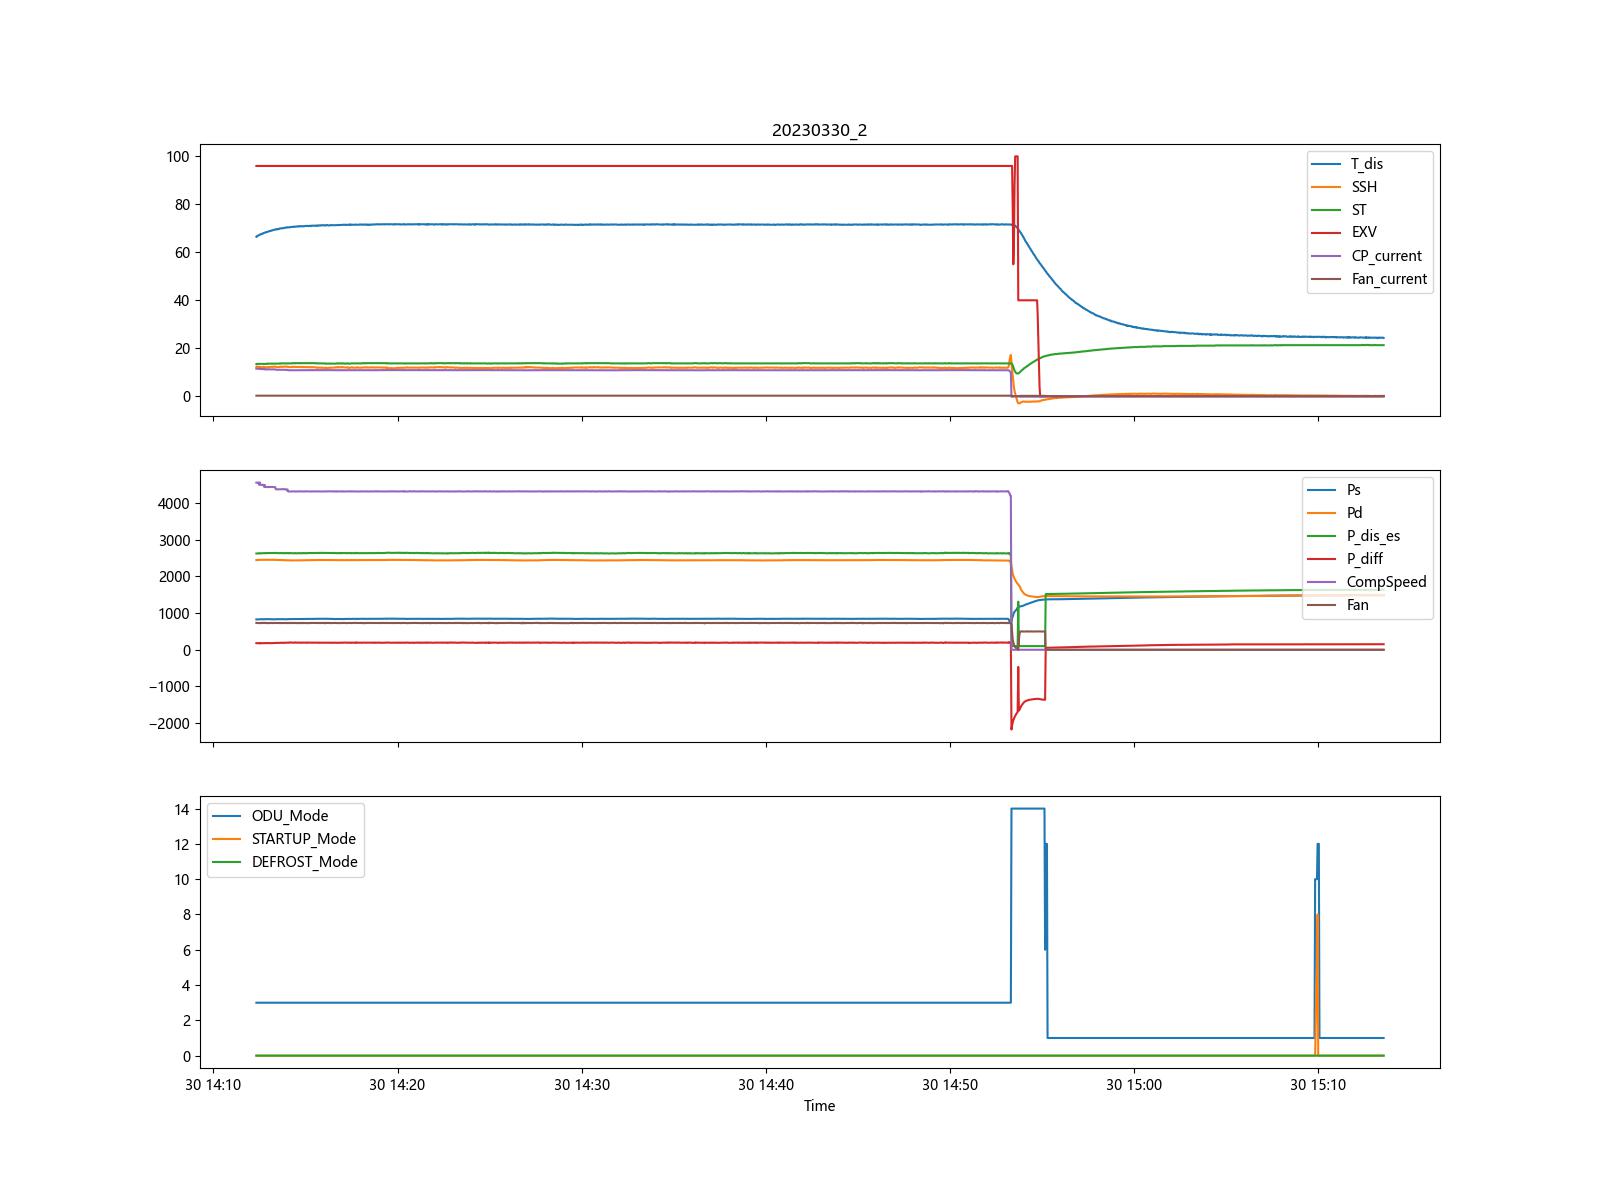 20230330_2
100
80
60
40
20
0
T_dis
SSH
ST
EXV
CP_current
Fan_current
4000
3000
2000
1000
0
−1000
−2000
Ps
Pd
P_dis_es
P_diff
CompSpeed
Fan
14
12
10
8
6
4
2
0
ODU_Mode
STARTUP_Mode
DEFROST_Mode
30 14:10 30 14:20 30 14:30 30 14:40 30 14:50 30 15:00 30 15:10
Time